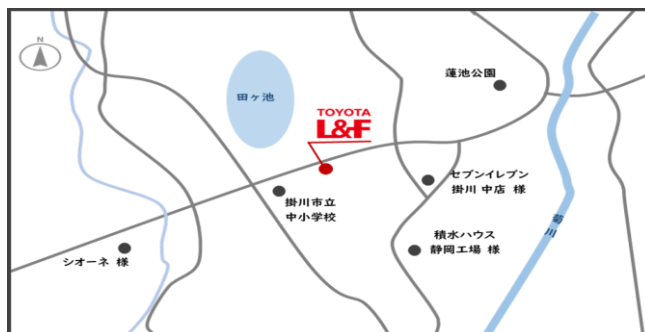 N
蓮池公園
田ヶ池
TOYOTA
L&F
セブンイレブン
掛川 中店 様
掛川市立
中小学校
菊川
積水ハウス
静岡工場 様
シオーネ 様